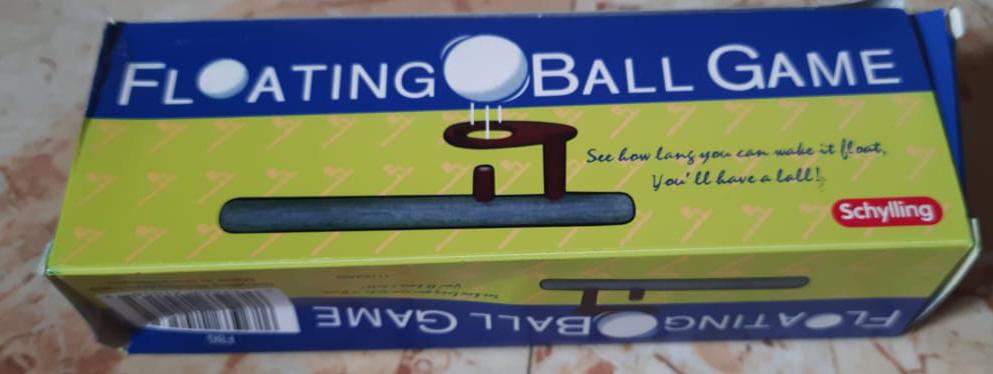 FLOATING BALL GAME
See how long you can make it float,
You'll have a ball!
Schylling
FLOATING BALL GAME
FBG